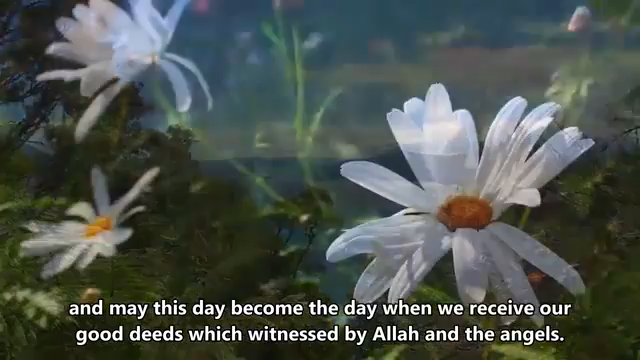 and may this day become the day when we receive our
good deeds which witnessed by Allah and the angels.